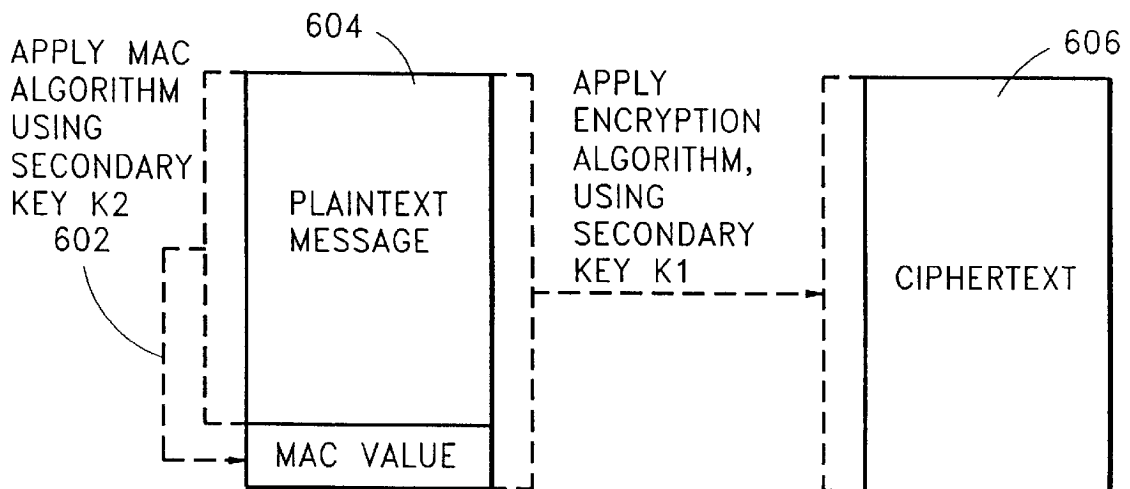 604
606
APPLY MAC
ALGORITHM
USING
SECONDARY
KEY K2
602
PLAINTEXT
MESSAGE
MAC VALUE
APPLY
ENCRYPTION
ALGORITHM,
USING
SECONDARY
KEY K1
CIPHERTEXT